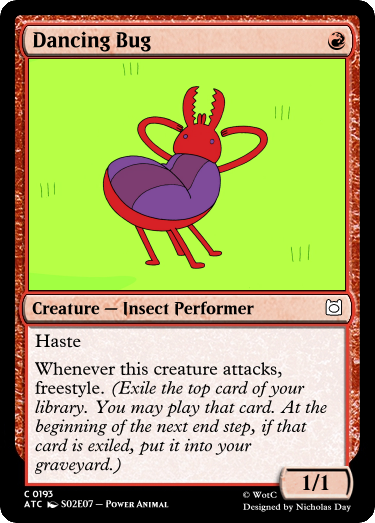 Dancing Bug
Creature — Insect Performer
Haste
Whenever this creature attacks,
freestyle. (Exile the top card of your
library. You may play that card. At the
beginning of the next end step, if that
card is exiled, put it into your
graveyard.)
1/1
C 0193
ATC S02E07 – Power Animal
© WotC
Designed by Nicholas Day